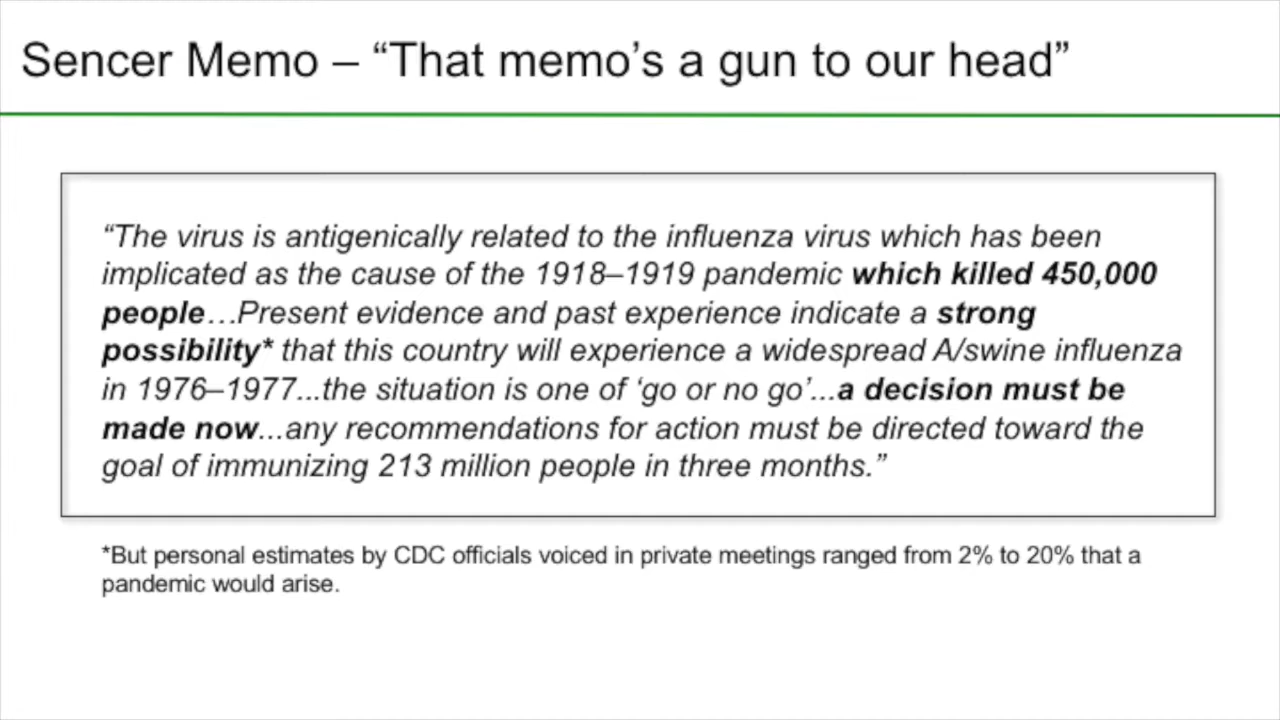 Sencer Memo – “That memo’s a gun to our head”
“The virus is antigenically related to the influenza virus which has been
implicated as the cause of the 1918–1919 pandemic which killed 450,000
people…Present evidence and past experience indicate a strong
possibility* that this country will experience a widespread A/swine influenza
in 1976–1977...the situation is one of ‘go or no go’...a decision must be
made now...any recommendations for action must be directed toward the
goal of immunizing 213 million people in three months.”
*But personal estimates by CDC officials voiced in private meetings ranged from 2% to 20% that a
pandemic would arise.